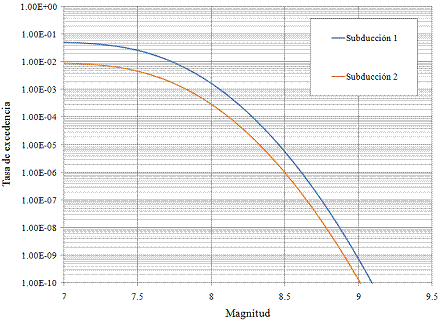 1.00E+00
1.00E-01
1.00E-02
1.00E-03
1.00E-04
1.00E-05
1.00E-06
1.00E-07
1.00E-08
1.00E-09
1.00E-10
Tasa de excedencia
Subducción 1
Subducción 2
7 7.5 8 8.5 9 9.5
Magnitud